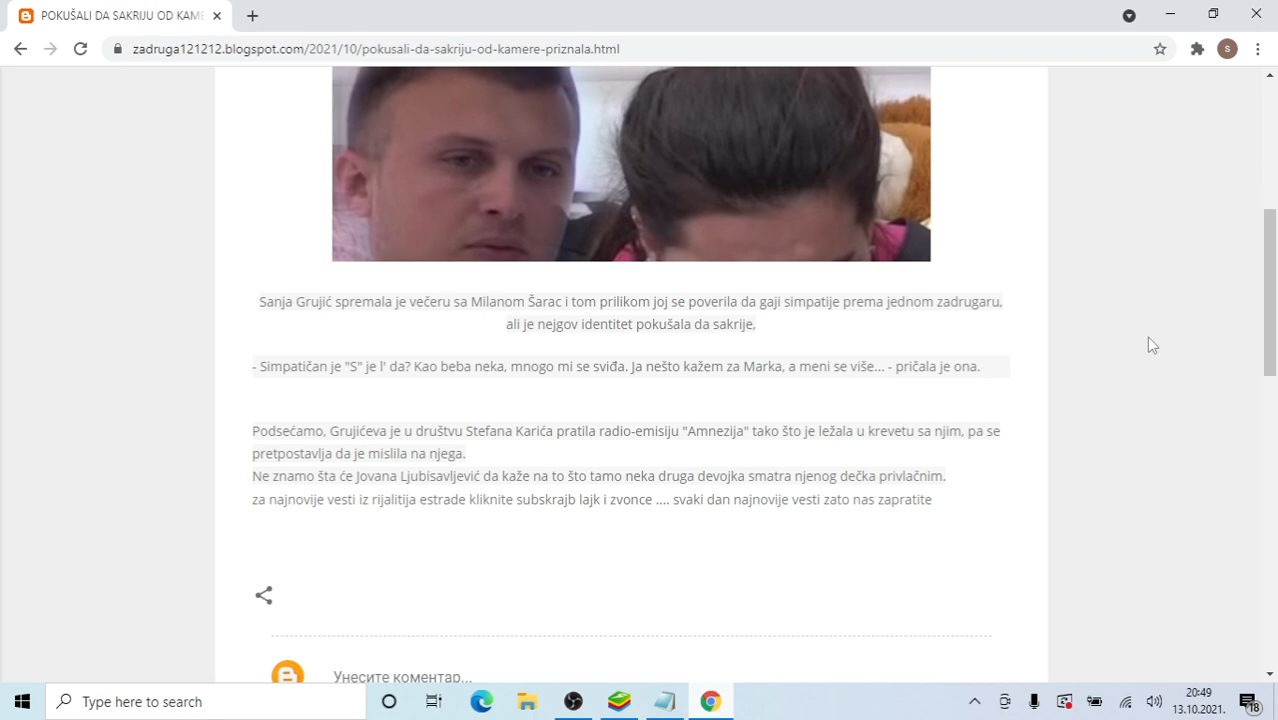 POKUŠALI DA SAKRIJU OD KAME
zadruga121212.blogspot.com/2021/10/pokusali-da-sakriju-od-kamere-priznala.html
S
Sanja Grujić spremala je večeru sa Milanom Šarac i tom prilikom joj se poverila da gaji simpatije prema jednom zadrugaru,
ali je nejgov identitet pokušala da sakrije,
- Simpatičan je "S" je l' da? Kao beba neka, mnogo mi se sviđa. Ja nešto kažem za Marka, a meni se više... - pričala je ona.
Podsećamo, Grujićeva je u društvu Stefana Karića pratila radio-emisiju "Amnezija" tako što je ležala u krevetu sa njim, pa se
pretpostavlja da je mislila na njega.
Ne znamo šta će Jovana Ljubisavljević da kaže na to što tamo neka druga devojka smatra njenog dečka privlačnim.
za najnovije vesti iz rijalitija estrade kliknite subskrajb lajk i zvonce .... svaki dan najnovije vesti zato nas zapratite
Унесите коментар...
Type here to search
20:49
13.10.2021.
18